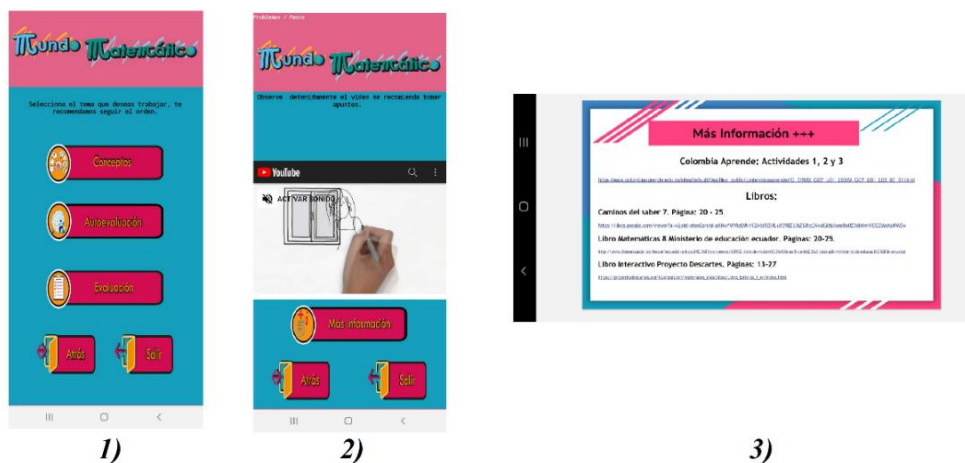 Mundo Matemático
Selecciona el tema que deseas trabajar, te
recomendamos seguir el orden.
Conceptos
Autoevaluación
Evaluación
Atrás Salir
1)
Problemas / Pasos
Mundo Matemático
Observe detenidamente el video se recomienda tomar
apuntes.
YouTube
ACTIVAR SONIDO
Más información
Atrás Salir
2)
Más Información +++
Colombia Aprende: Actividades 1, 2 y 3
Libros:
Caminos del saber 7. Página: 20 - 25
Libro Matemáticas 8 Ministerio de educación ecuador. Páginas: 20-25.
Libro Interactivo Proyecto Descartes, Páginas: 13-27
3)